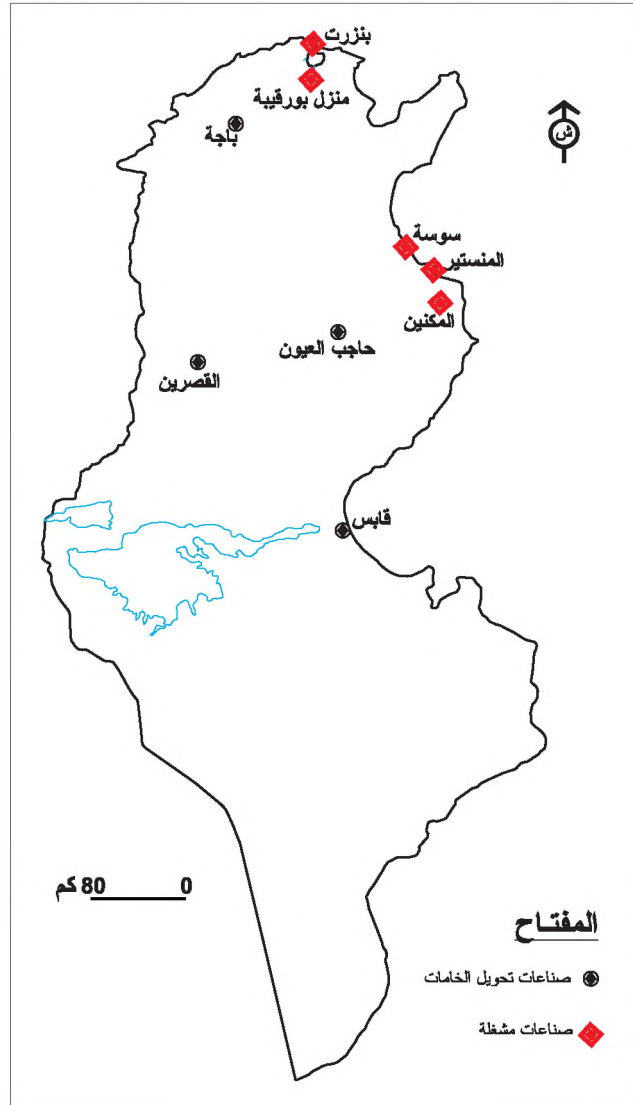 بنزرت
منزل بورقيبة
باجة
ش
سوسة
المنستير
المكنين
حاجب العيون
القصرين
قابس
80 كم 0
المفتـاح
صناعات تحويل الخامات
صناعات مشغلة